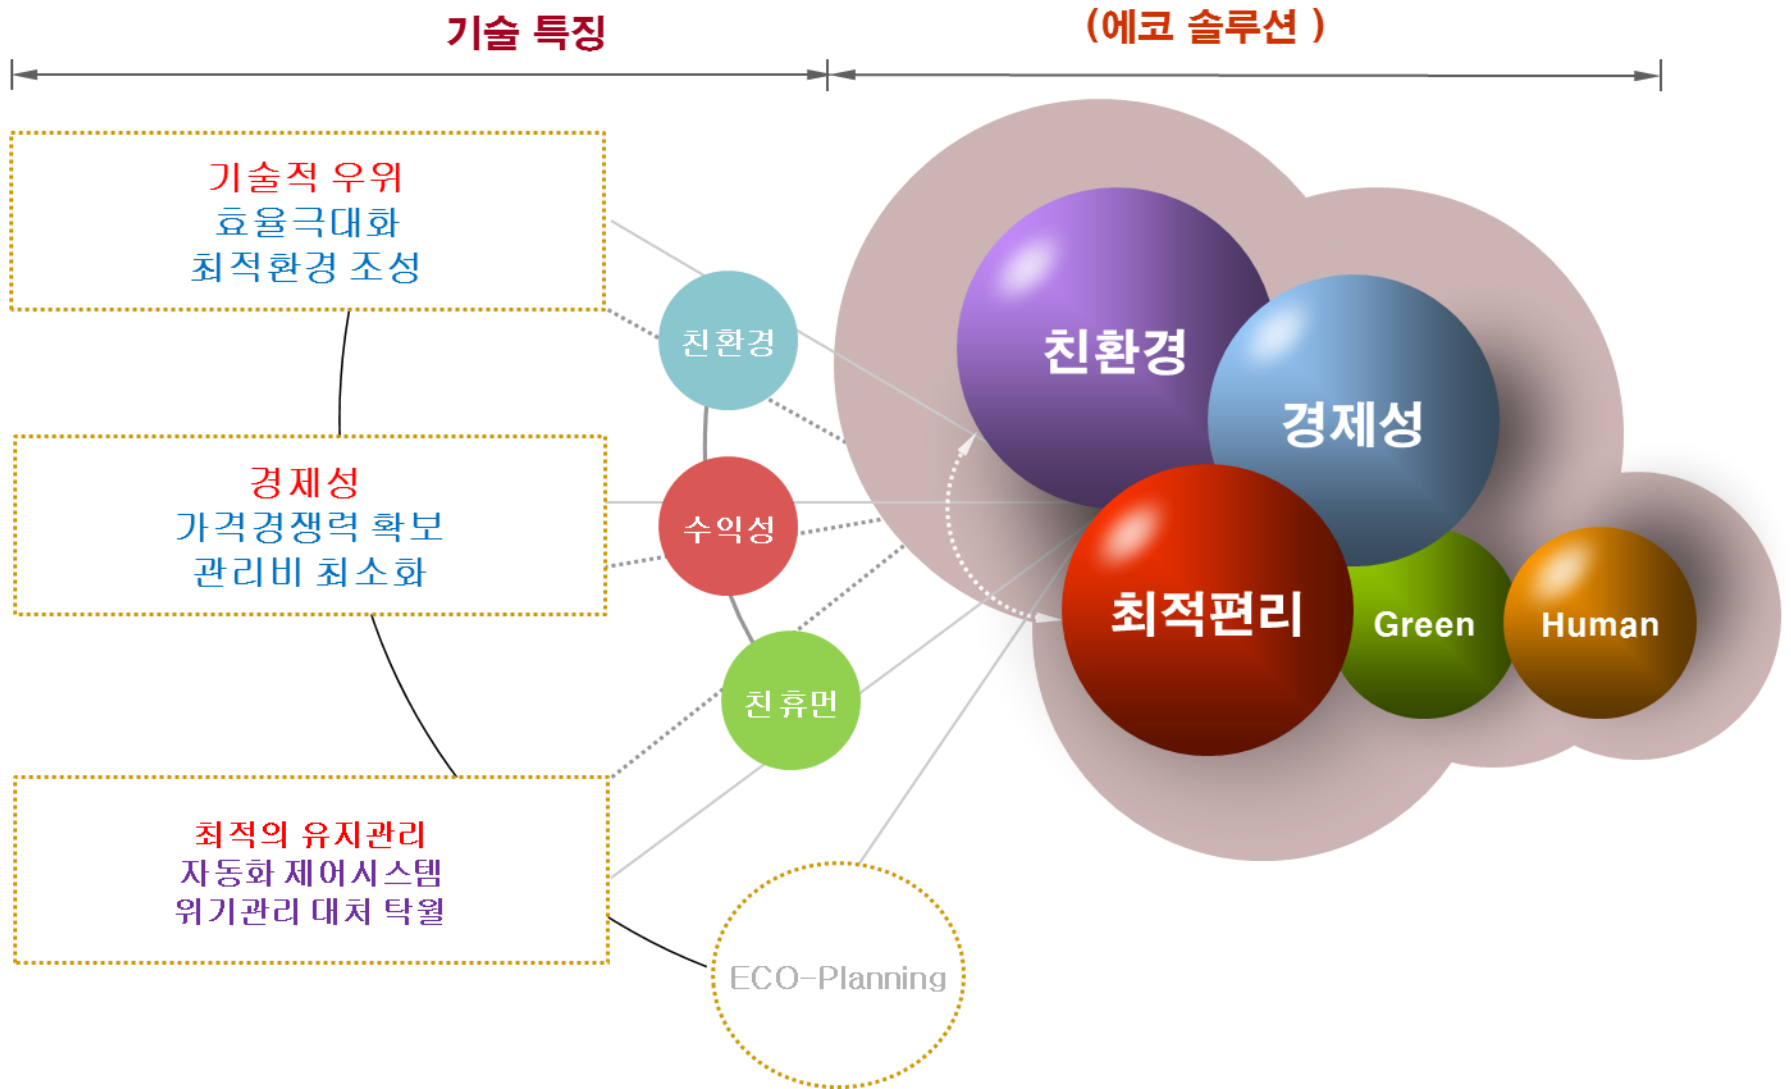 기술 특징
(에코 솔루션 )
기술적 우위
효율극대화
최적환경 조성
경제성
가격경쟁력 확보
관리비 최소화
최적의 유지관리
자동화 제어시스템
위기관리 대처 탁월
친환경
수익성
친휴먼
ECO-Planning
친환경
경제성
최적편리
Green
Human